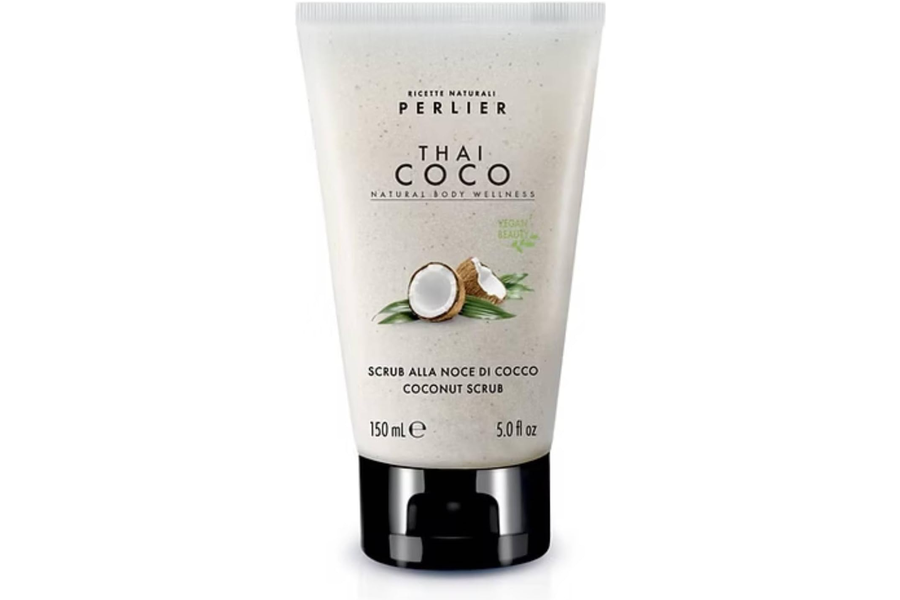 RICETTE NATURALI
PERLIER
THAI
COCO
NATURAL BODY WELLNESS
VEGAN
BEAUTY
SCRUB ALLA NOCE DI COCCO
COCONUT SCRUB
150 mL ℮ 5.0 fl oz